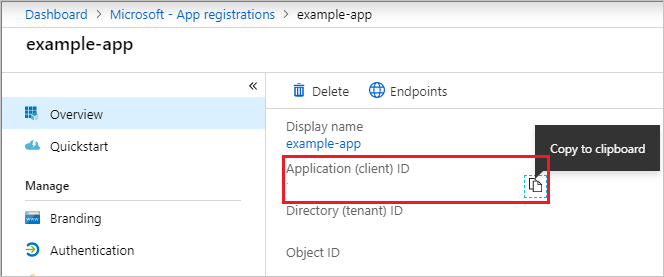 Dashboard > Microsoft - App registrations > example-app
example-app
«
Overview
Quickstart
Manage
Branding
Authentication
Delete
Endpoints
Display name
example-app
Application (client) ID
Copy to clipboard
Directory (tenant) ID
Object ID